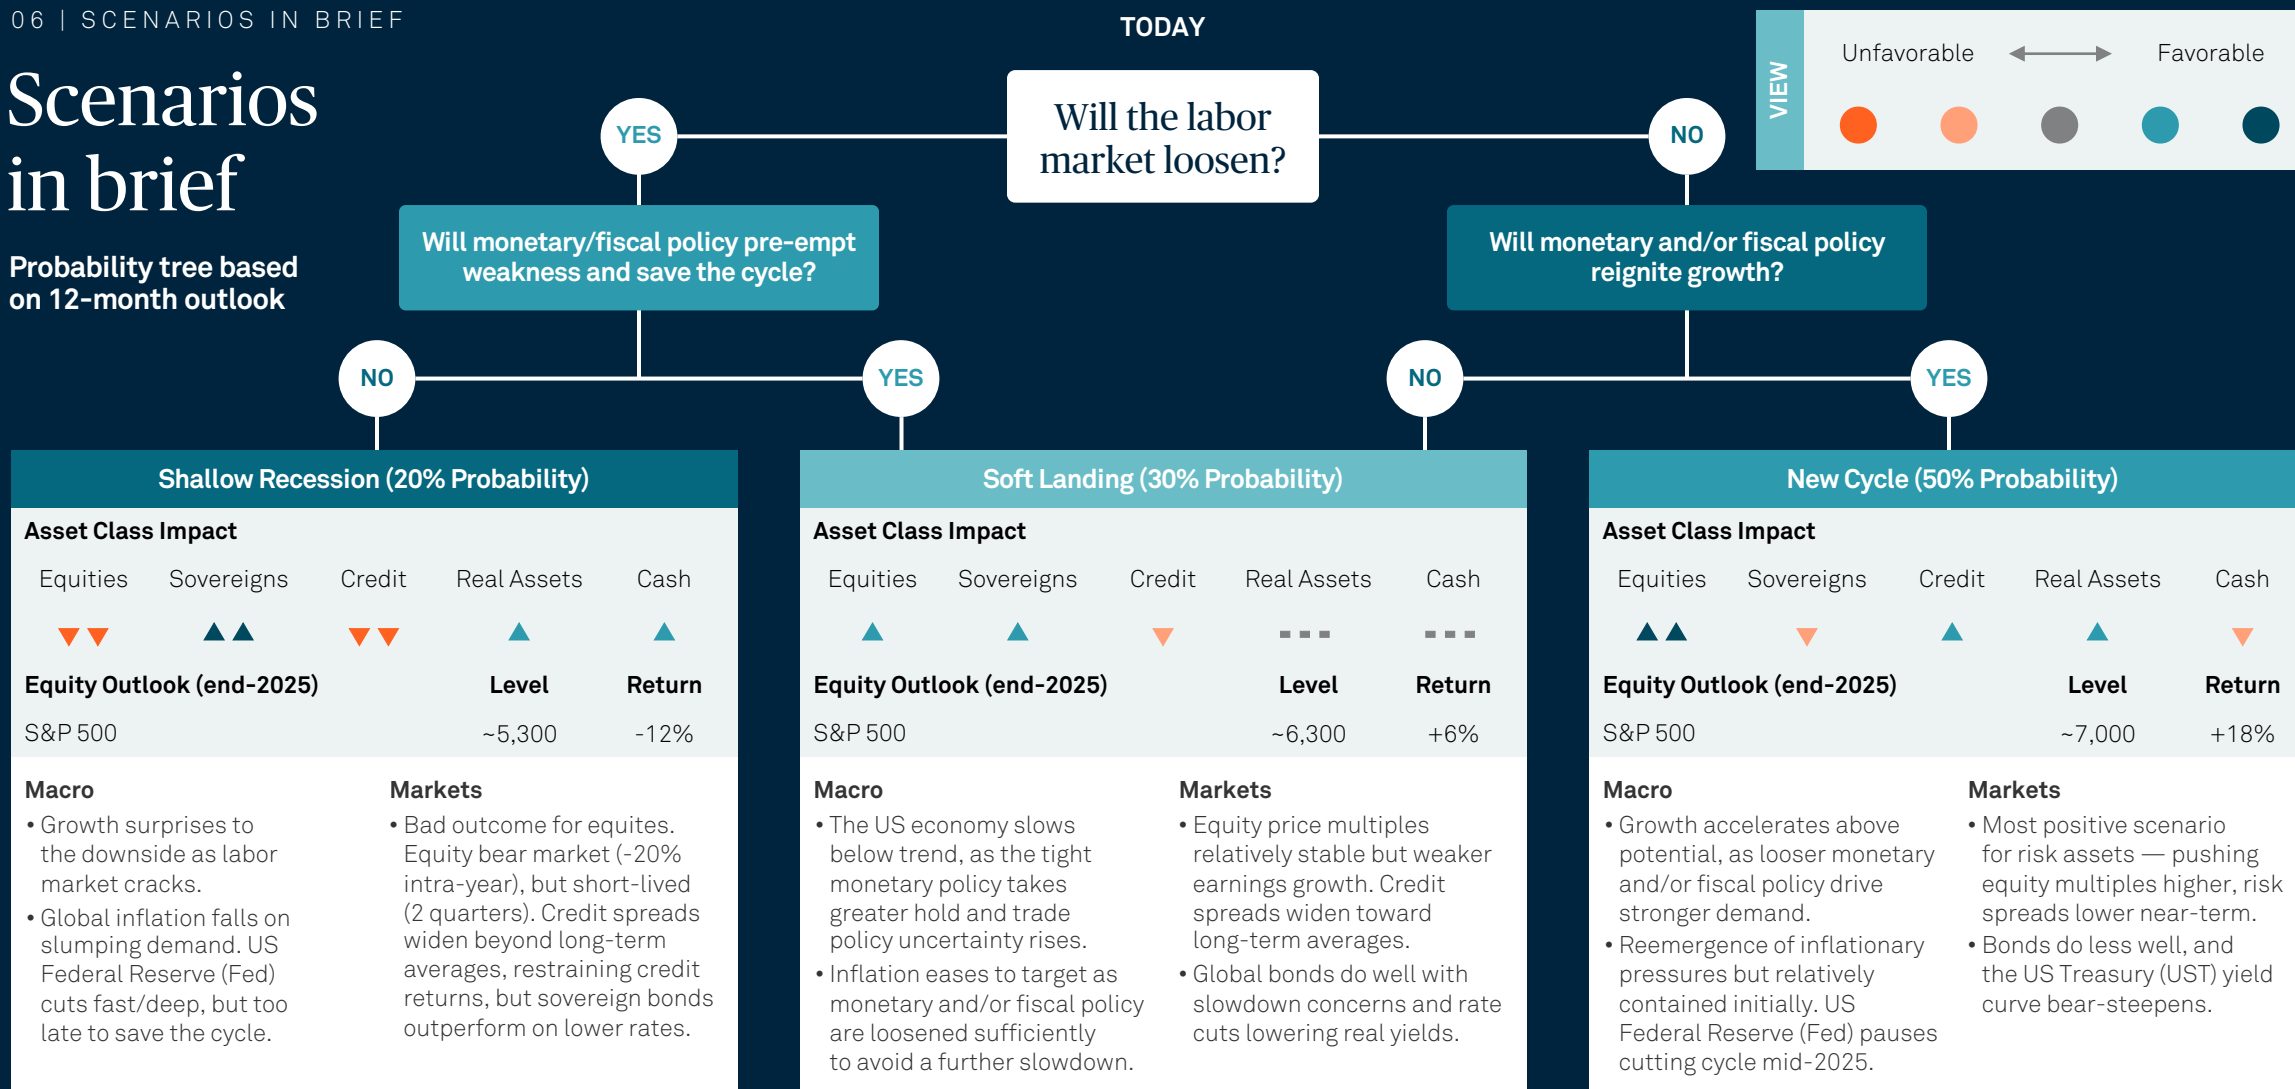 06 | SCENARIOS IN BRIEF
Scenarios
in brief
Probability tree based
on 12-month outlook
TODAY
Will the labor
market loosen?
YES
NO
VIEW
Unfavorable
Favorable
Will monetary/fiscal policy pre-empt
weakness and save the cycle?
Will monetary and/or fiscal policy
reignite growth?
NO
YES
NO
YES
Shallow Recession (20% Probability)
Asset Class Impact
Equities Sovereigns Credit Real Assets Cash
Equity Outlook (end-2025) Level Return
S&P 500 ~5,300 -12%
Macro
• Growth surprises to
the downside as labor
market cracks.
• Global inflation falls on
slumping demand. US
Federal Reserve (Fed)
cuts fast/deep, but too
late to save the cycle.
Markets
• Bad outcome for equites.
Equity bear market (-20%
intra-year), but short-lived
(2 quarters). Credit spreads
widen beyond long-term
averages, restraining credit
returns, but sovereign bonds
outperform on lower rates.
Soft Landing (30% Probability)
Asset Class Impact
Equities Sovereigns Credit Real Assets Cash
Equity Outlook (end-2025) Level Return
S&P 500 ~6,300 +6%
Macro
• The US economy slows
below trend, as the tight
monetary policy takes
greater hold and trade
policy uncertainty rises.
• Inflation eases to target as
monetary and/or fiscal policy
are loosened sufficiently
to avoid a further slowdown.
Markets
• Equity price multiples
relatively stable but weaker
earnings growth. Credit
spreads widen toward
long-term averages.
• Global bonds do well with
slowdown concerns and rate
cuts lowering real yields.
New Cycle (50% Probability)
Asset Class Impact
Equities Sovereigns Credit Real Assets Cash
Equity Outlook (end-2025) Level Return
S&P 500 ~7,000 +18%
Macro
• Growth accelerates above
potential, as looser monetary
and/or fiscal policy drive
stronger demand.
• Reemergence of inflationary
pressures but relatively
contained initially. US
Federal Reserve (Fed) pauses
cutting cycle mid-2025.
Markets
• Most positive scenario
for risk assets — pushing
equity multiples higher, risk
spreads lower near-term.
• Bonds do less well, and
the US Treasury (UST) yield
curve bear-steepens.